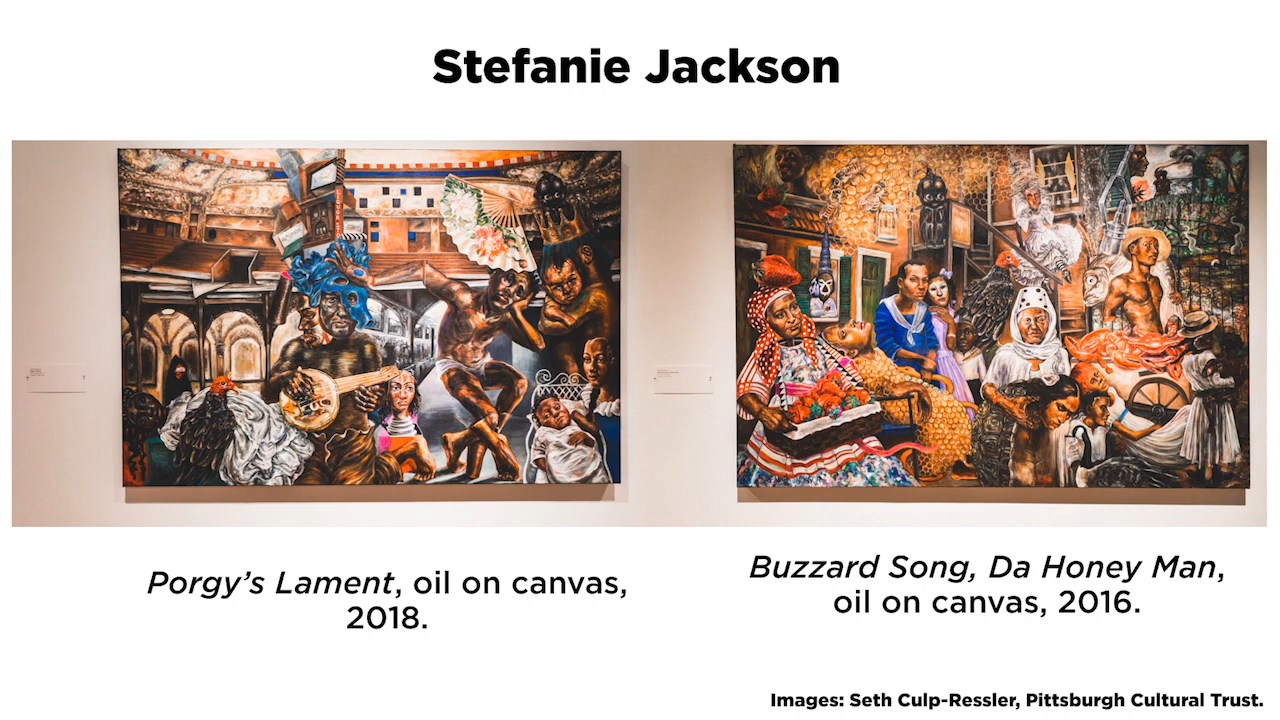 Stefanie Jackson
Porgy’s Lament, oil on canvas,
2018.
Buzzard Song, Da Honey Man,
oil on canvas, 2016.
Images: Seth Culp-Ressler, Pittsburgh Cultural Trust.